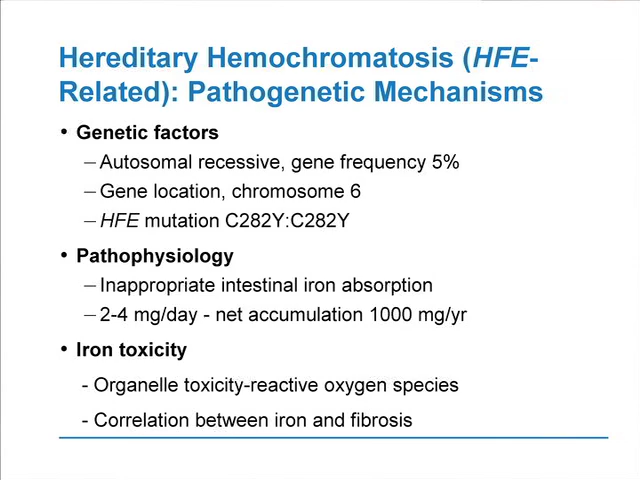 Hereditary Hemochromatosis (HFE-
Related): Pathogenetic Mechanisms
• Genetic factors
– Autosomal recessive, gene frequency 5%
– Gene location, chromosome 6
– HFE mutation C282Y:C282Y
• Pathophysiology
– Inappropriate intestinal iron absorption
– 2-4 mg/day - net accumulation 1000 mg/yr
• Iron toxicity
- Organelle toxicity-reactive oxygen species
- Correlation between iron and fibrosis